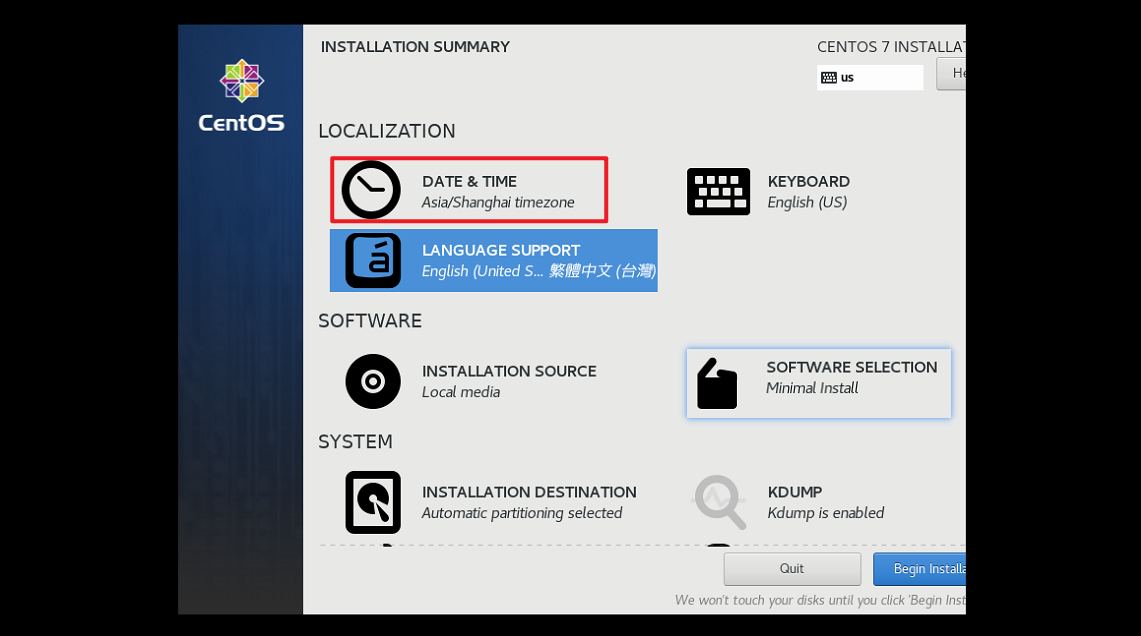 INSTALLATION SUMMARY
CENTOS 7 INSTALLAT
us
He
CentOS
LOCALIZATION
DATE & TIME
Asia/Shanghai timezone
KEYBOARD
English (US)
á
LANGUAGE SUPPORT
English (United S... 繁體中文 (台灣)
SOFTWARE
INSTALLATION SOURCE
Local media
SOFTWARE SELECTION
Minimal Install
SYSTEM
INSTALLATION DESTINATION
Automatic partitioning selected
KDUMP
Kdump is enabled
Quit
Begin Installa
We won't touch your disks until you click 'Begin Inst